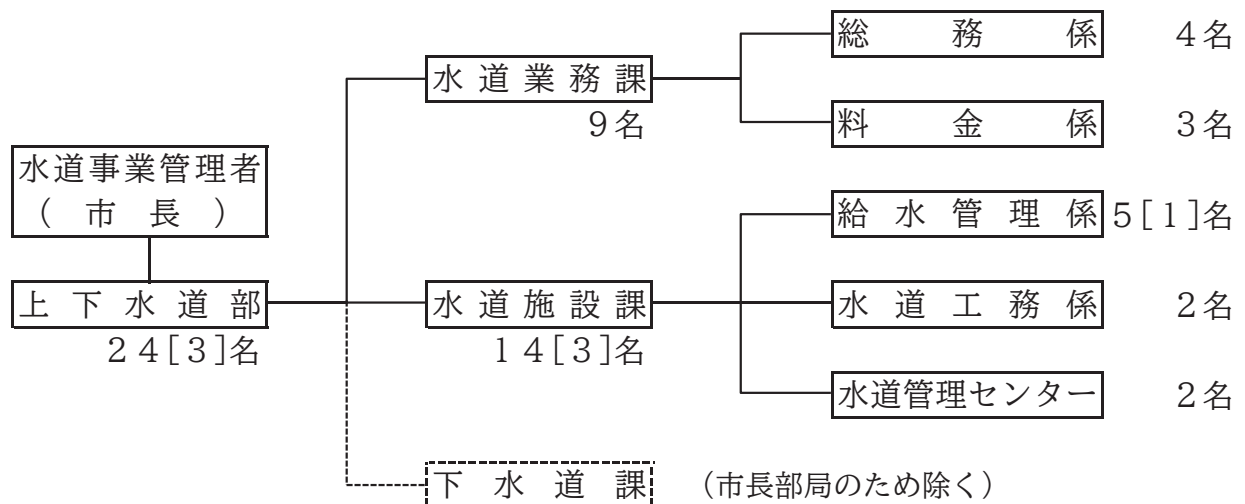 総務係 4名
水道業務課
9名
料金係 3名
水道事業管理者
(市長)
給水管理係 5[1]名
上下水道部
24[3]名
水道施設課
14[3]名
水道工務係 2名
水道管理センター 2名
下水道課 (市長部局のため除く)